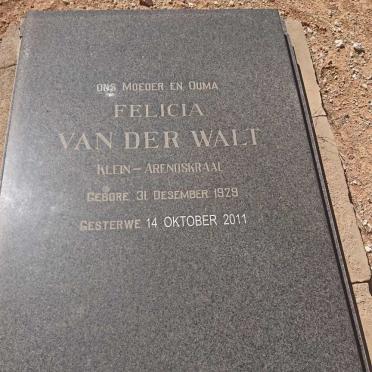 ONS MOEDER EN OUMA
FELICIA
VAN DER WALT
KLEIN-ARENDSKRAAL
GEBORE 31 DESEMBER 1929
GESTERWE 14 OKTOBER 2011